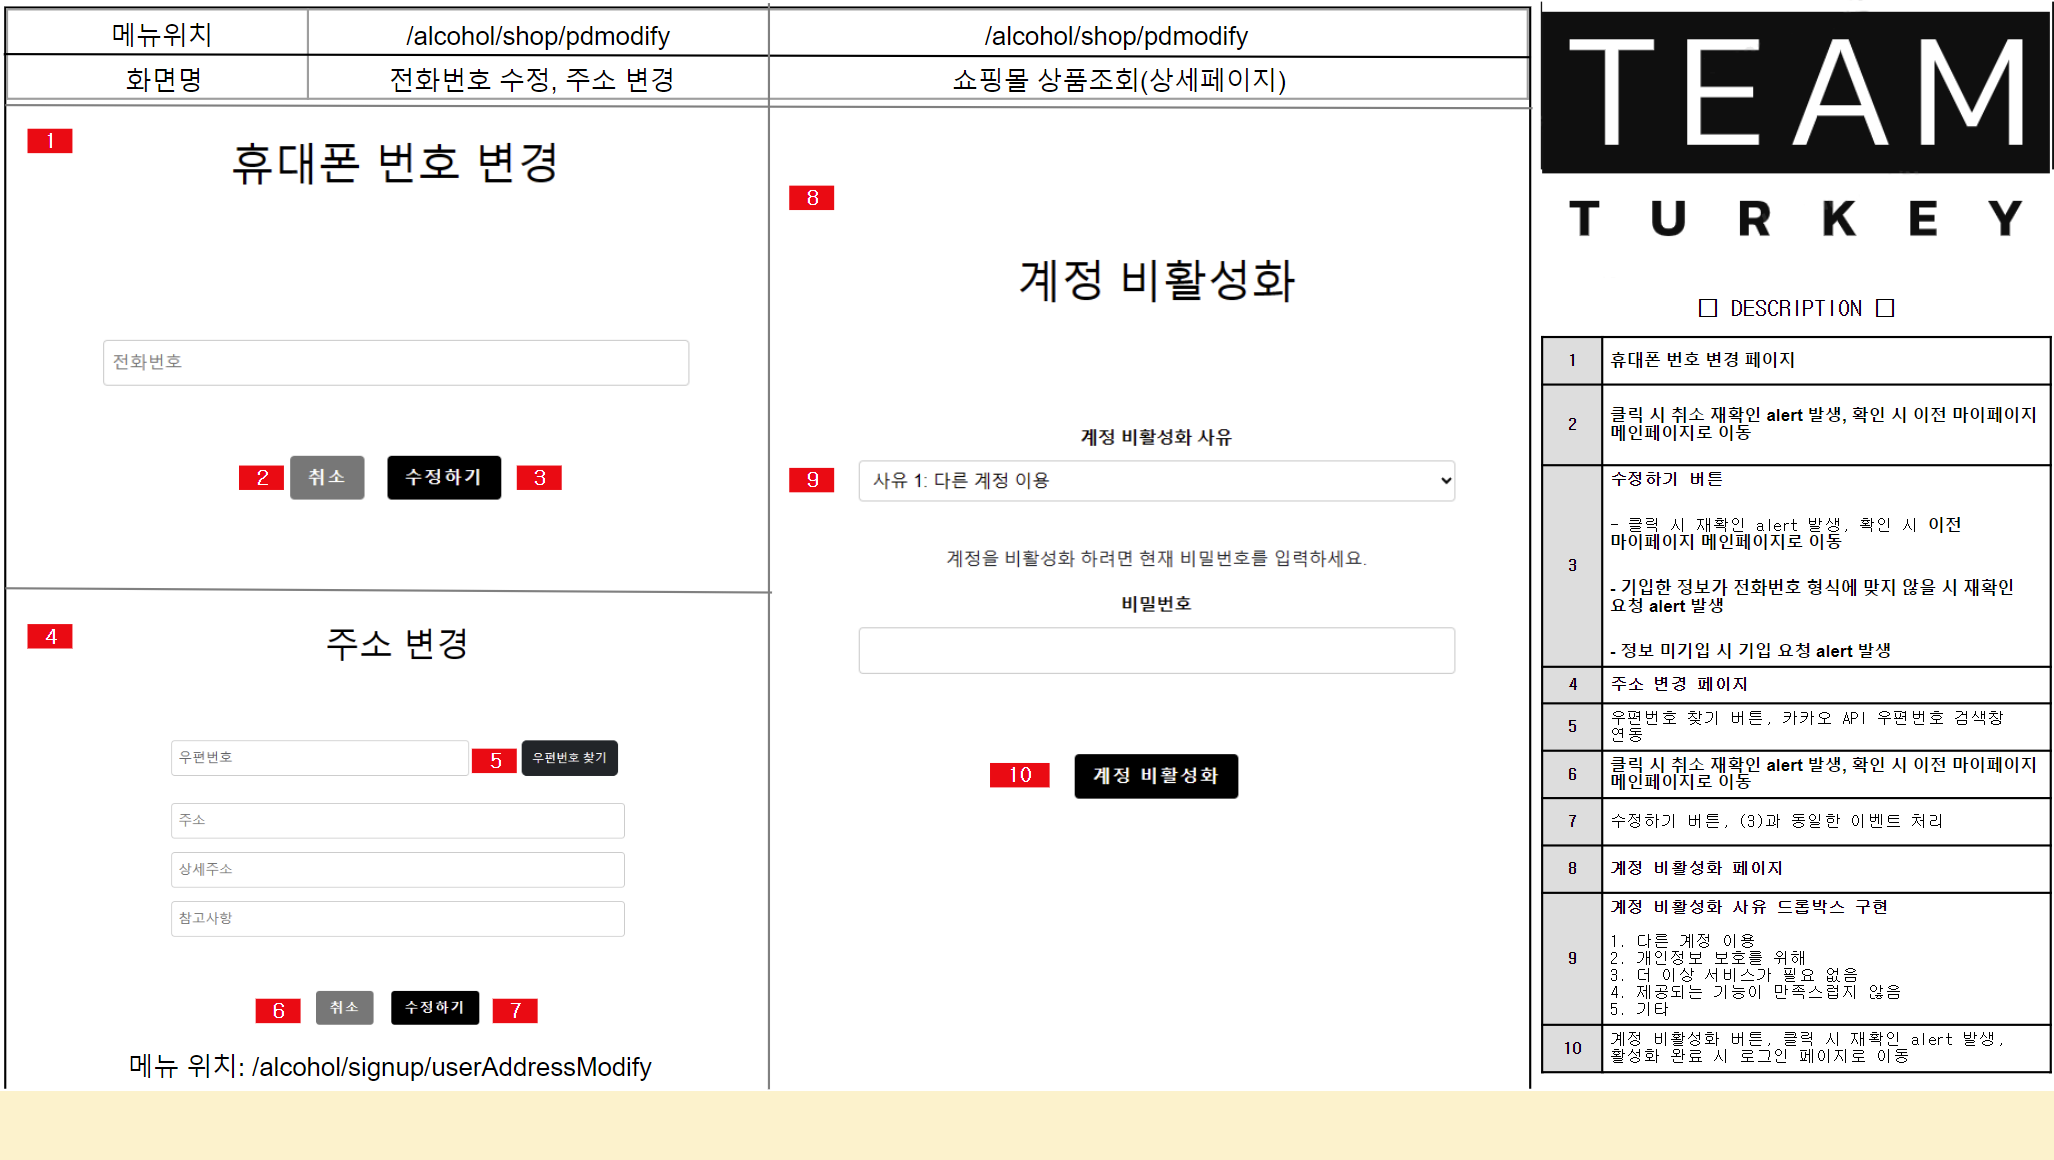 메뉴위치
/alcohol/shop/pdmodify
/alcohol/shop/pdmodify
화면명
전화번호 수정, 주소 변경
쇼핑몰 상품조회(상세페이지)
1
휴대폰 번호 변경
전화번호
2
취소
수정하기
3
4
주소 변경
우편번호
5
우편번호 찾기
주소
상세주소
참고사항
6
취소
수정하기
7
메뉴 위치: /alcohol/signup/userAddressModify
8
계정 비활성화
계정 비활성화 사유
9
사유 1: 다른 계정 이용
계정을 비활성화 하려면 현재 비밀번호를 입력하세요.
비밀번호
10
계정 비활성화
TEAM
TURKEY
□ DESCRIPTION □
1
휴대폰 번호 변경 페이지
2
클릭 시 취소 재확인 alert 발생, 확인 시 이전 마이페이지
메인페이지로 이동
3
수정하기 버튼
- 클릭 시 재확인 alert 발생, 확인 시 이전
마이페이지 메인페이지로 이동
- 기입한 정보가 전화번호 형식에 맞지 않을 시 재확인
요청 alert 발생
- 정보 미기입 시 기입 요청 alert 발생
4
주소 변경 페이지
5
우편번호 찾기 버튼, 카카오 API 우편번호 검색창
연동
6
클릭 시 취소 재확인 alert 발생, 확인 시 이전 마이페이지
메인페이지로 이동
7
수정하기 버튼, (3)과 동일한 이벤트 처리
8
계정 비활성화 페이지
9
계정 비활성화 사유 드롭박스 구현
1. 다른 계정 이용
2. 개인정보 보호를 위해
3. 더 이상 서비스가 필요 없음
4. 제공되는 기능이 만족스럽지 않음
5. 기타
10
계정 비활성화 버튼, 클릭 시 재확인 alert 발생,
활성화 완료 시 로그인 페이지로 이동